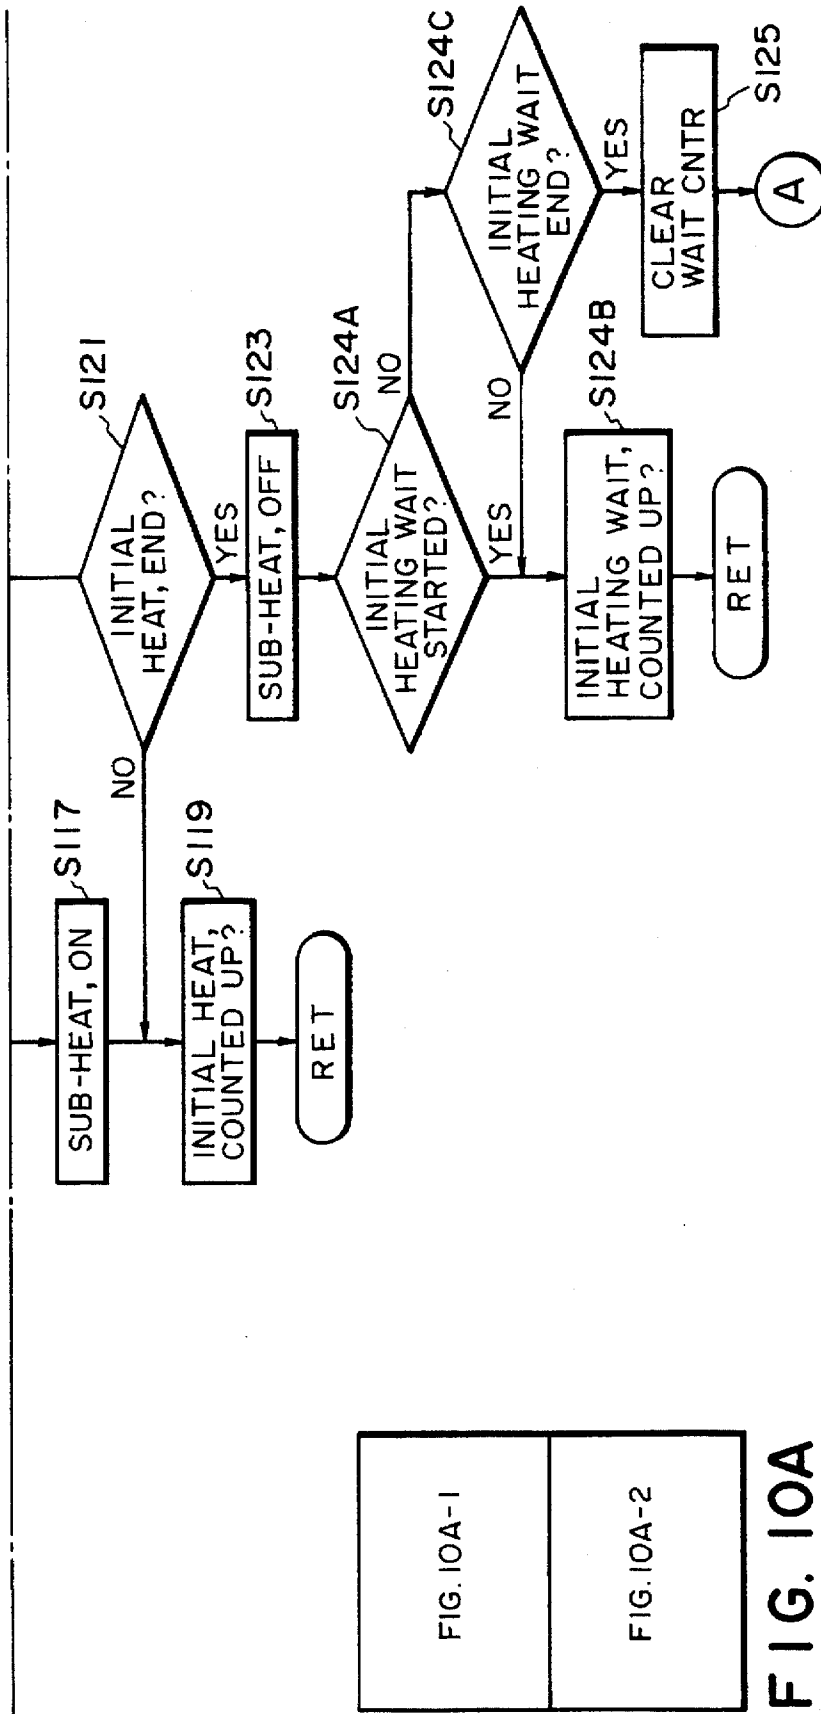 S117
SUB-HEAT, ON
S119
INITIAL HEAT,
COUNTED UP?
RET
S121
INITIAL
HEAT, END?
NO
YES
S123
SUB-HEAT, OFF
S124A
INITIAL
HEATING WAIT
STARTED?
NO
YES
S124B
INITIAL
HEATING WAIT,
COUNTED UP?
RET
S124C
INITIAL
HEATING WAIT
END?
NO
YES
S125
CLEAR
WAIT CNTR
A
FIG. 10A-1
FIG. 10A-2
FIG. 10A